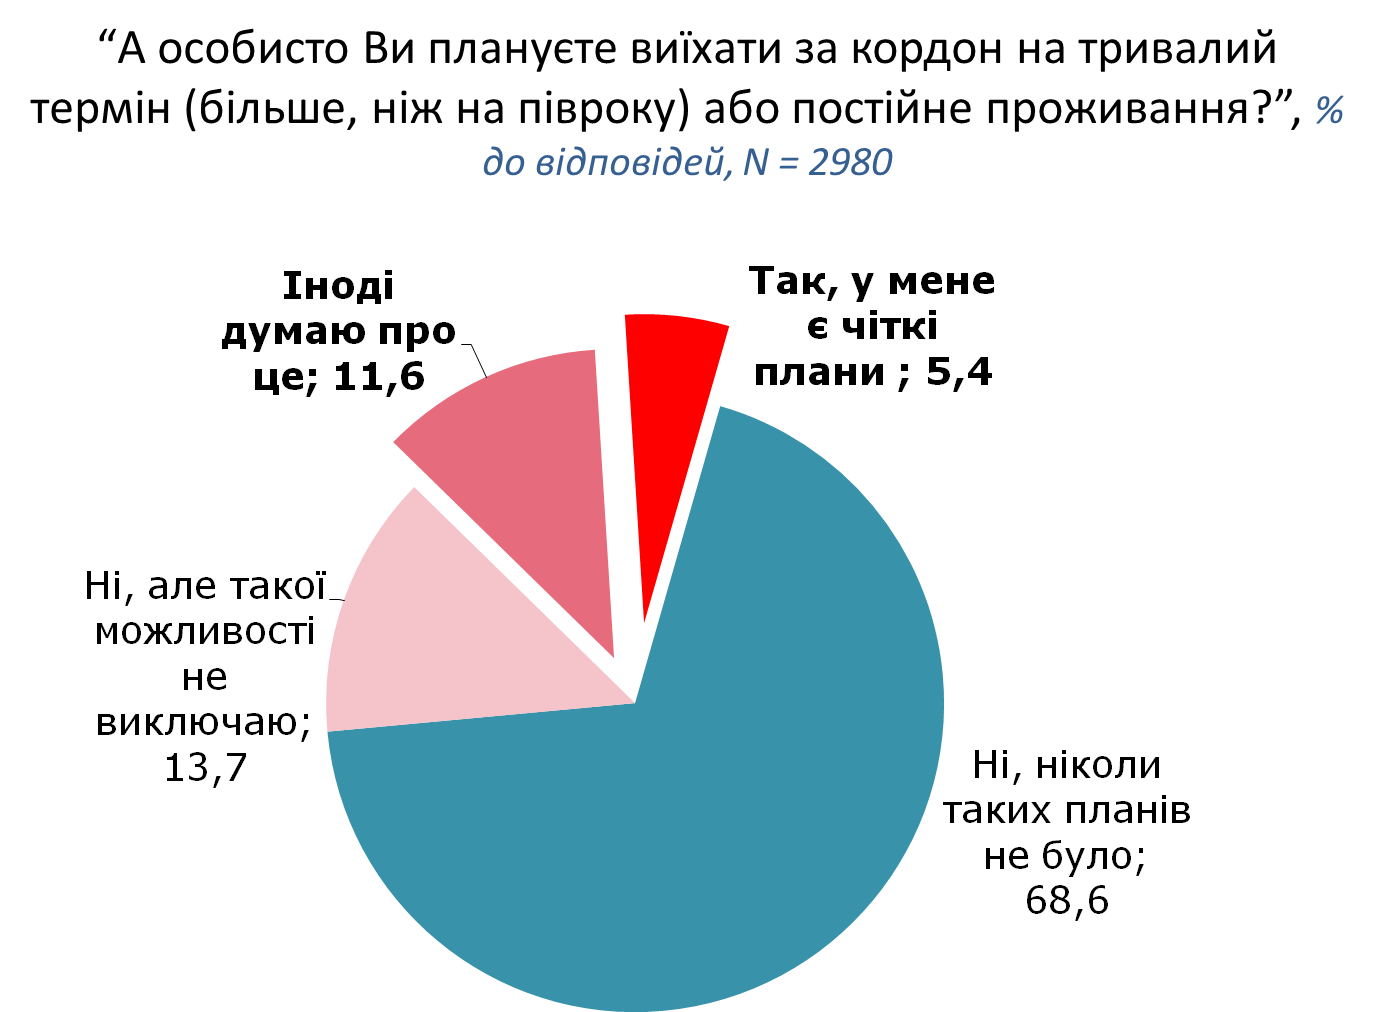 “А особисто Ви плануєте виїхати за кордон на тривалий
термін (більше, ніж на півроку) або постійне проживання?”, %
до відповідей, N = 2980
Іноді
думаю про
це; 11,6
Так, у мене
є чіткі
плани ; 5,4
Ні, але такої
можливості
не
виключаю;
13,7
Ні, ніколи
таких планів
не було;
68,6